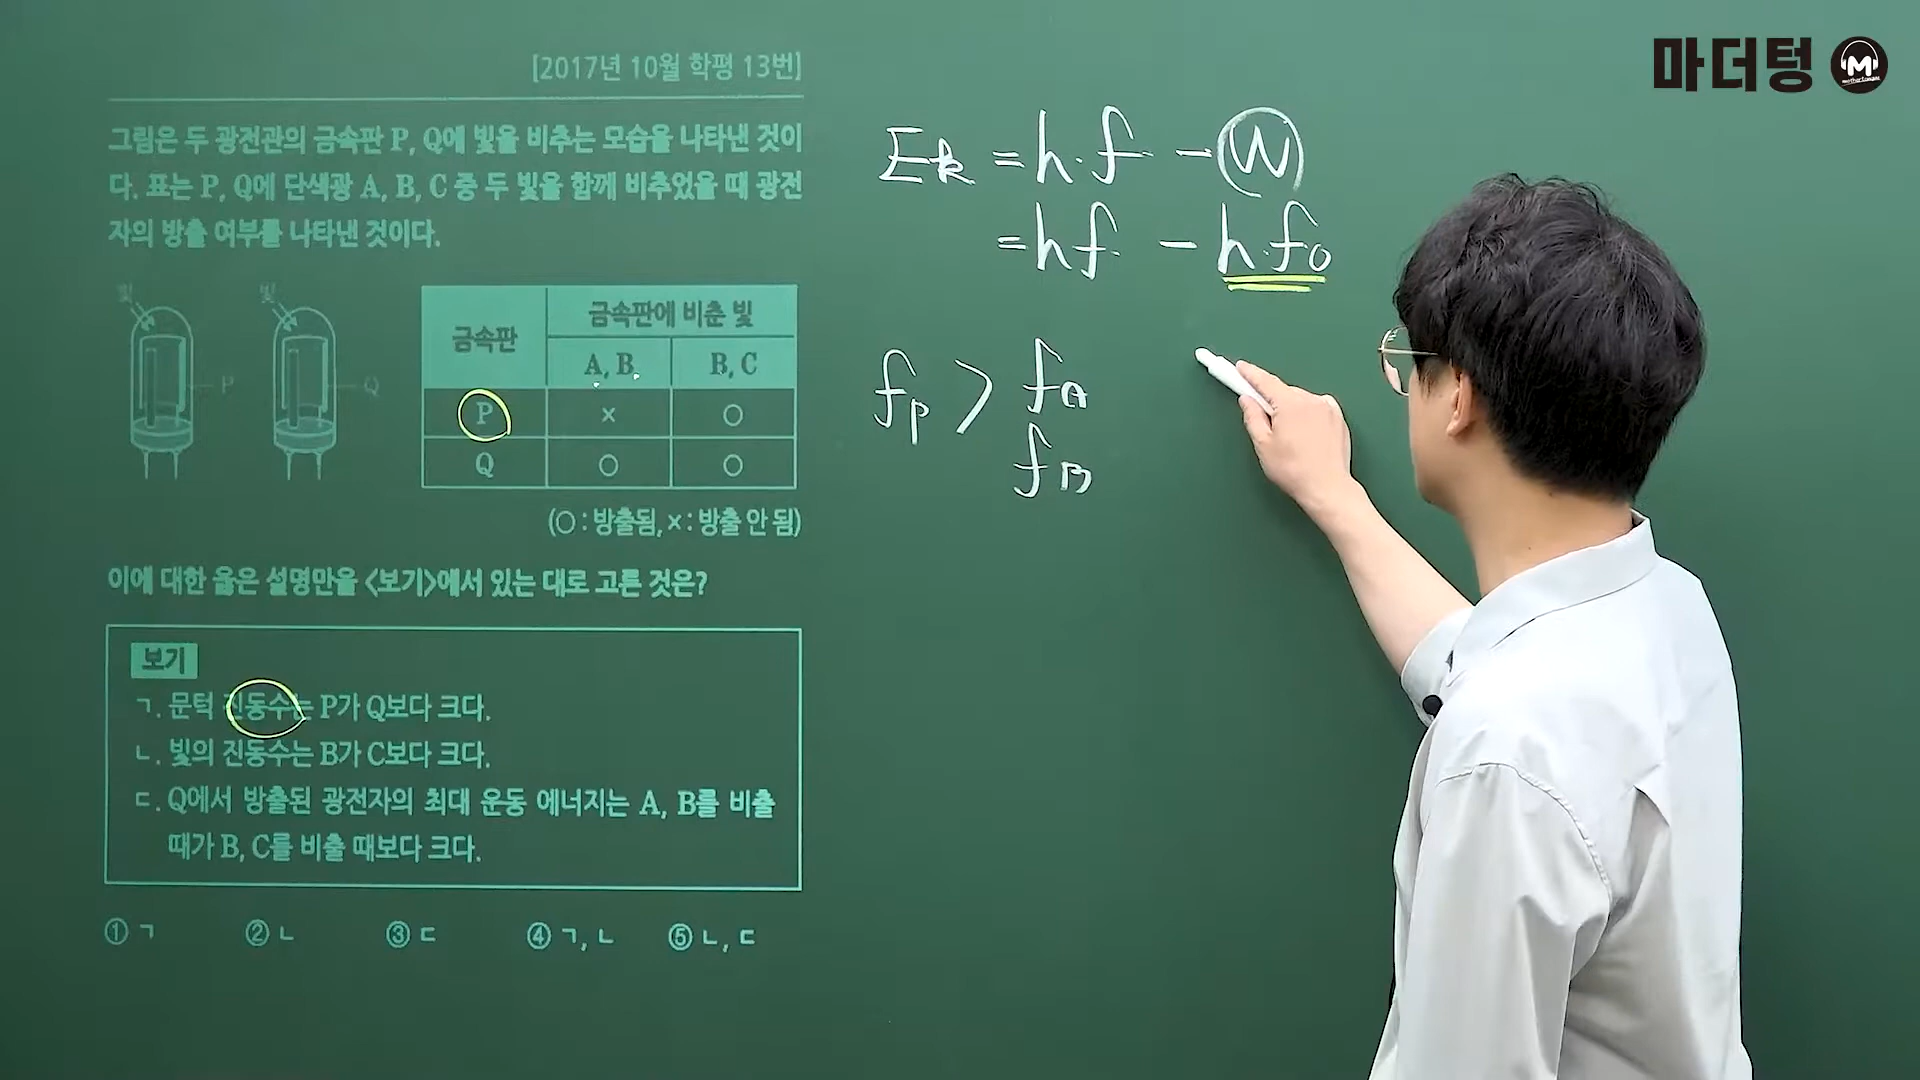 마더텅
[2017년 10월 학평 13번]
그림은 두 광전관의 금속판 P, Q에 빛을 비추는 모습을 나타낸 것이
다. 표는 P, Q에 단색광 A, B, C 중 두 빛을 함께 비추었을 때 광전
자의 방출 여부를 나타낸 것이다.
빛 빛
P Q
금속판 금속판에 비춘 빛
A, B B, C
P × ○
Q ○ ○
(○ : 방출됨, × : 방출 안 됨)
이에 대한 옳은 설명만을 <보기>에서 있는 대로 고른 것은?
보기
ㄱ. 문턱 진동수는 P가 Q보다 크다.
ㄴ. 빛의 진동수는 B가 C보다 크다.
ㄷ. Q에서 방출된 광전자의 최대 운동 에너지는 A, B를 비출
때가 B, C를 비출 때보다 크다.
① ㄱ ② ㄴ ③ ㄷ ④ ㄱ, ㄴ ⑤ ㄴ, ㄷ
Ek = h·f - W
= hf - h·f₀
fP > fA
fB